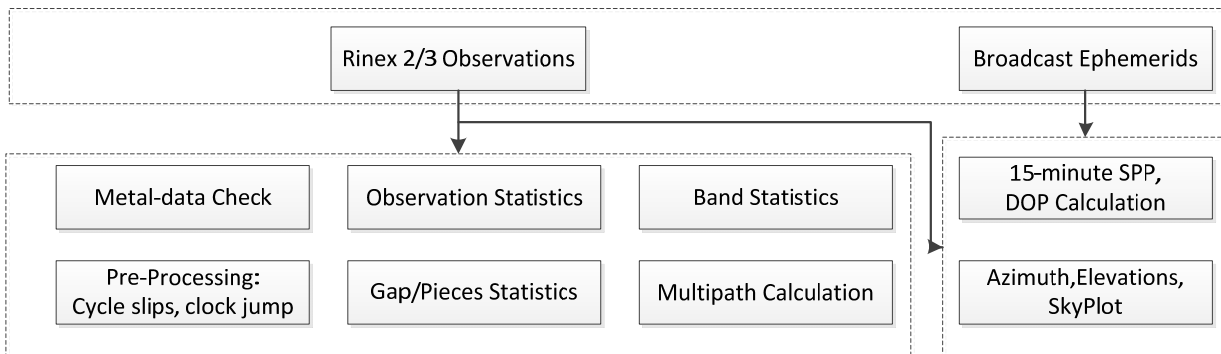 Rinex 2/3 Observations
Broadcast Ephemerids
Metal-data Check
Observation Statistics
Band Statistics
15-minute SPP,
DOP Calculation
Pre-Processing:
Cycle slips, clock jump
Gap/Pieces Statistics
Multipath Calculation
Azimuth,Elevations,
SkyPlot